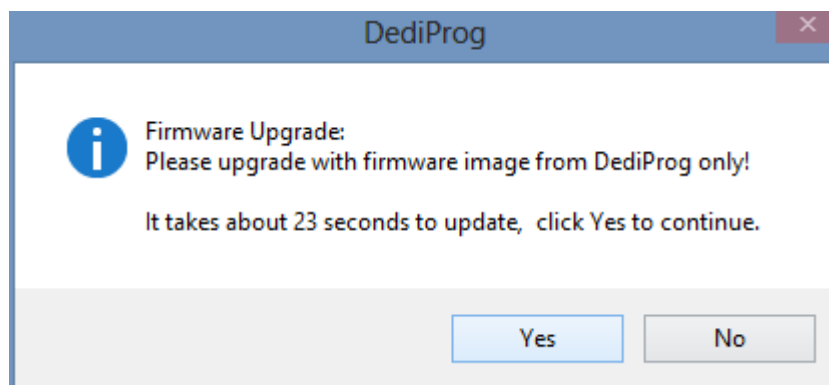 DediProg
Firmware Upgrade:
Please upgrade with firmware image from DediProg only!
It takes about 23 seconds to update,  click Yes to continue.
Yes
No